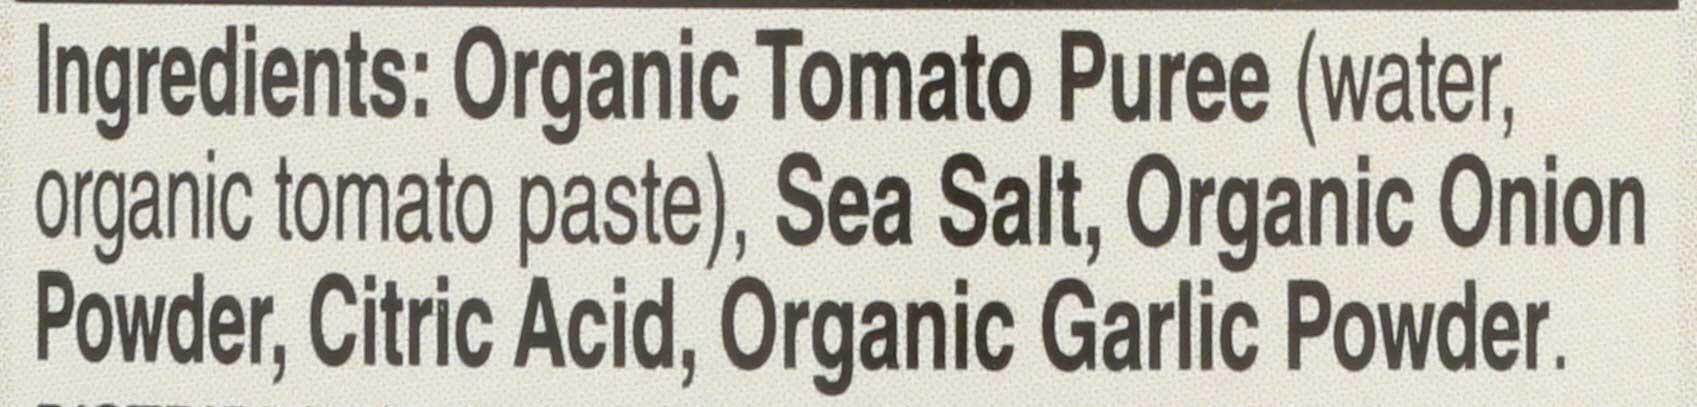 Ingredients: Organic Tomato Puree (water,
organic tomato paste), Sea Salt, Organic Onion
Powder, Citric Acid, Organic Garlic Powder.